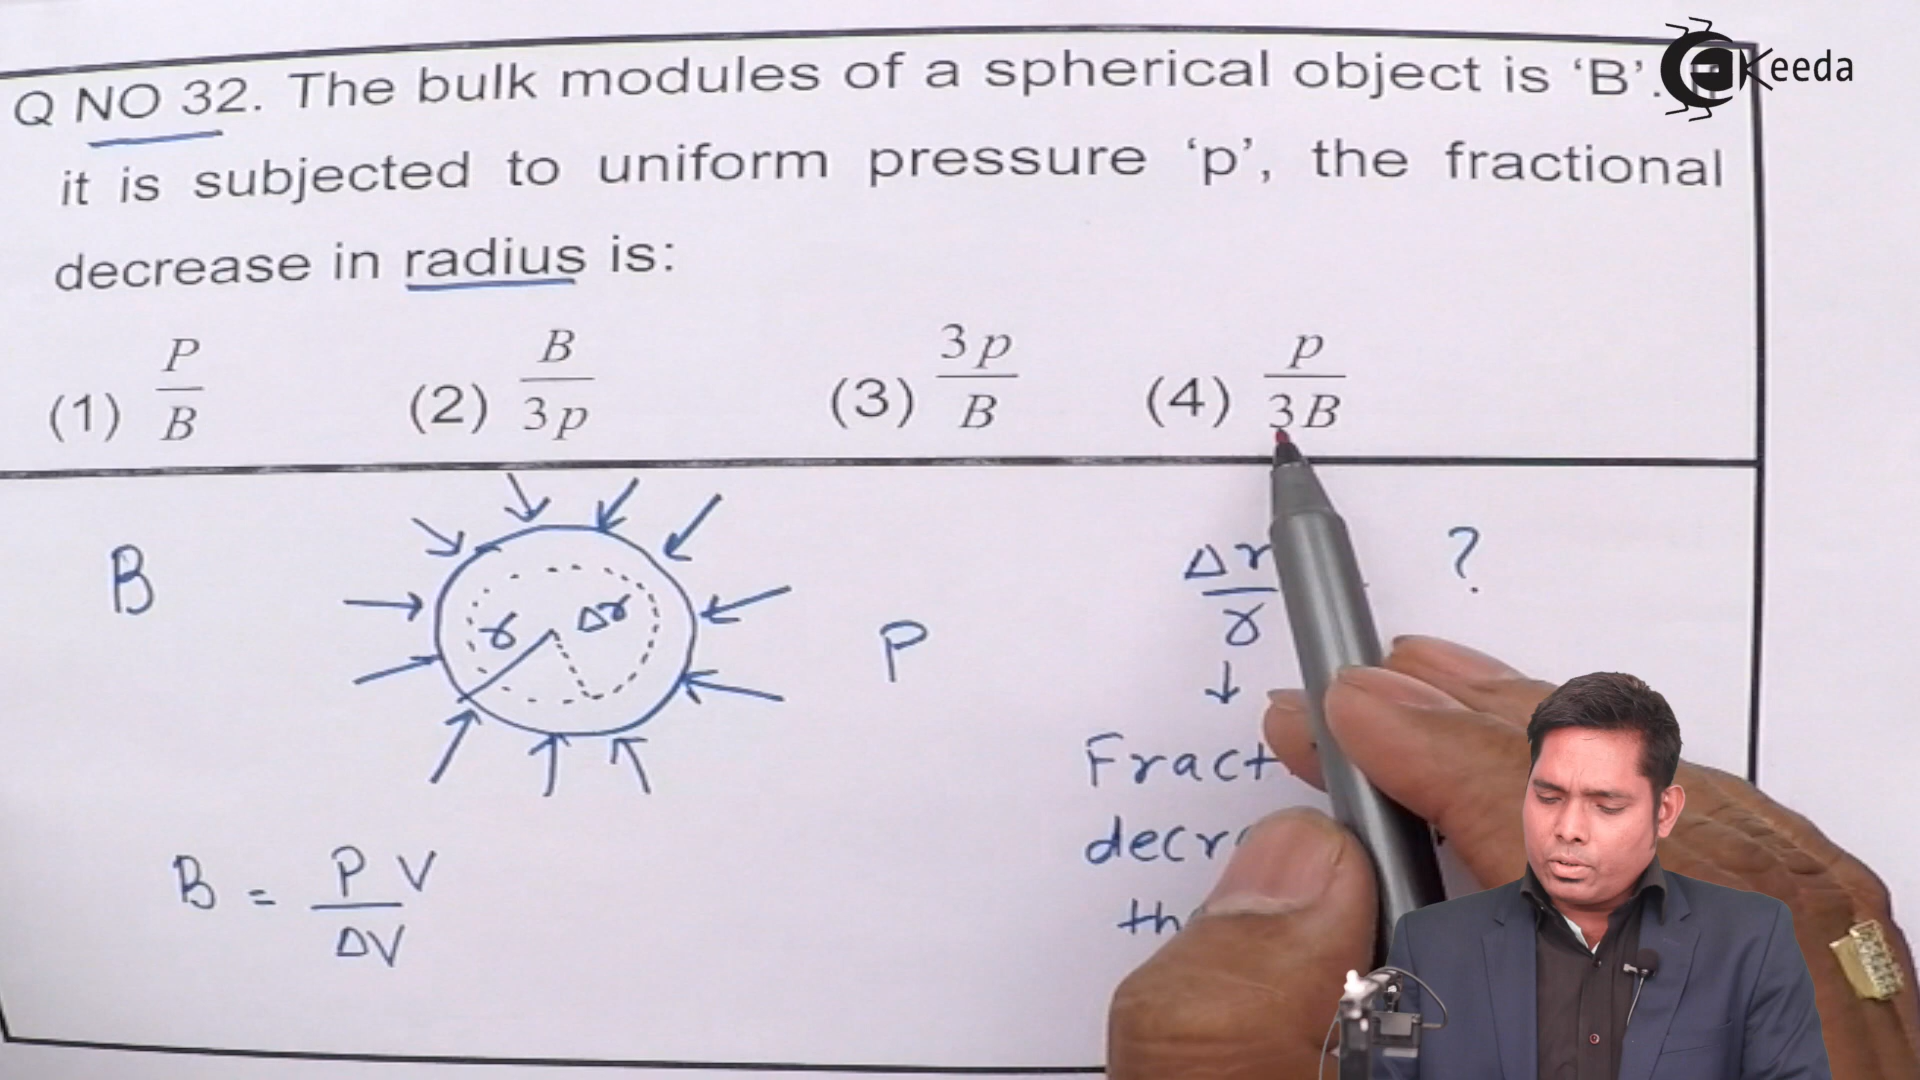 Keeda
Q NO 32. The bulk modules of a spherical object is ‘B’.
it is subjected to uniform pressure ‘p’, the fractional
decrease in radius is:
(1) P/B (2) B/3p (3) 3p/B (4) p/3B
B r Δr P Δr/r ?
↓
Fract
decr
th
B = PV/ΔV